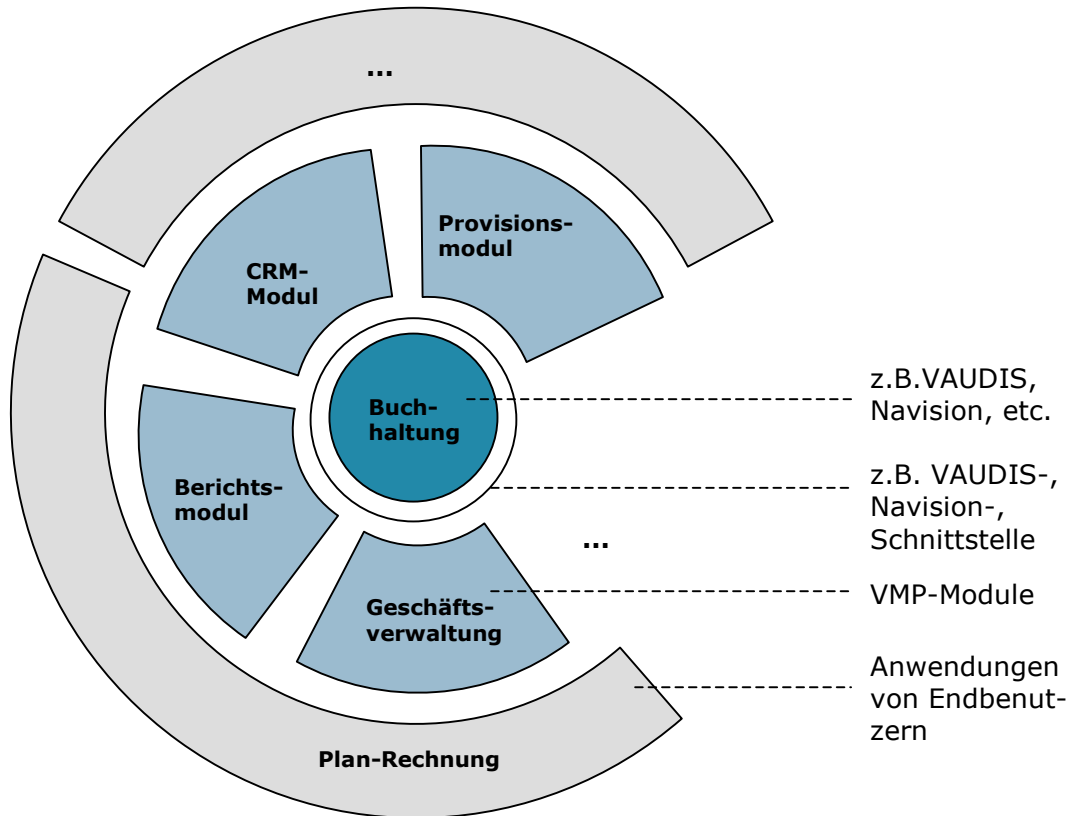 ...
Provisions-
modul
CRM-
Modul
Buch-
haltung
Berichts-
modul
...
Geschäfts-
verwaltung
Plan-Rechnung
z.B.VAUDIS,
Navision, etc.
z.B. VAUDIS-,
Navision-,
Schnittstelle
VMP-Module
Anwendungen
von Endbenut-
zern